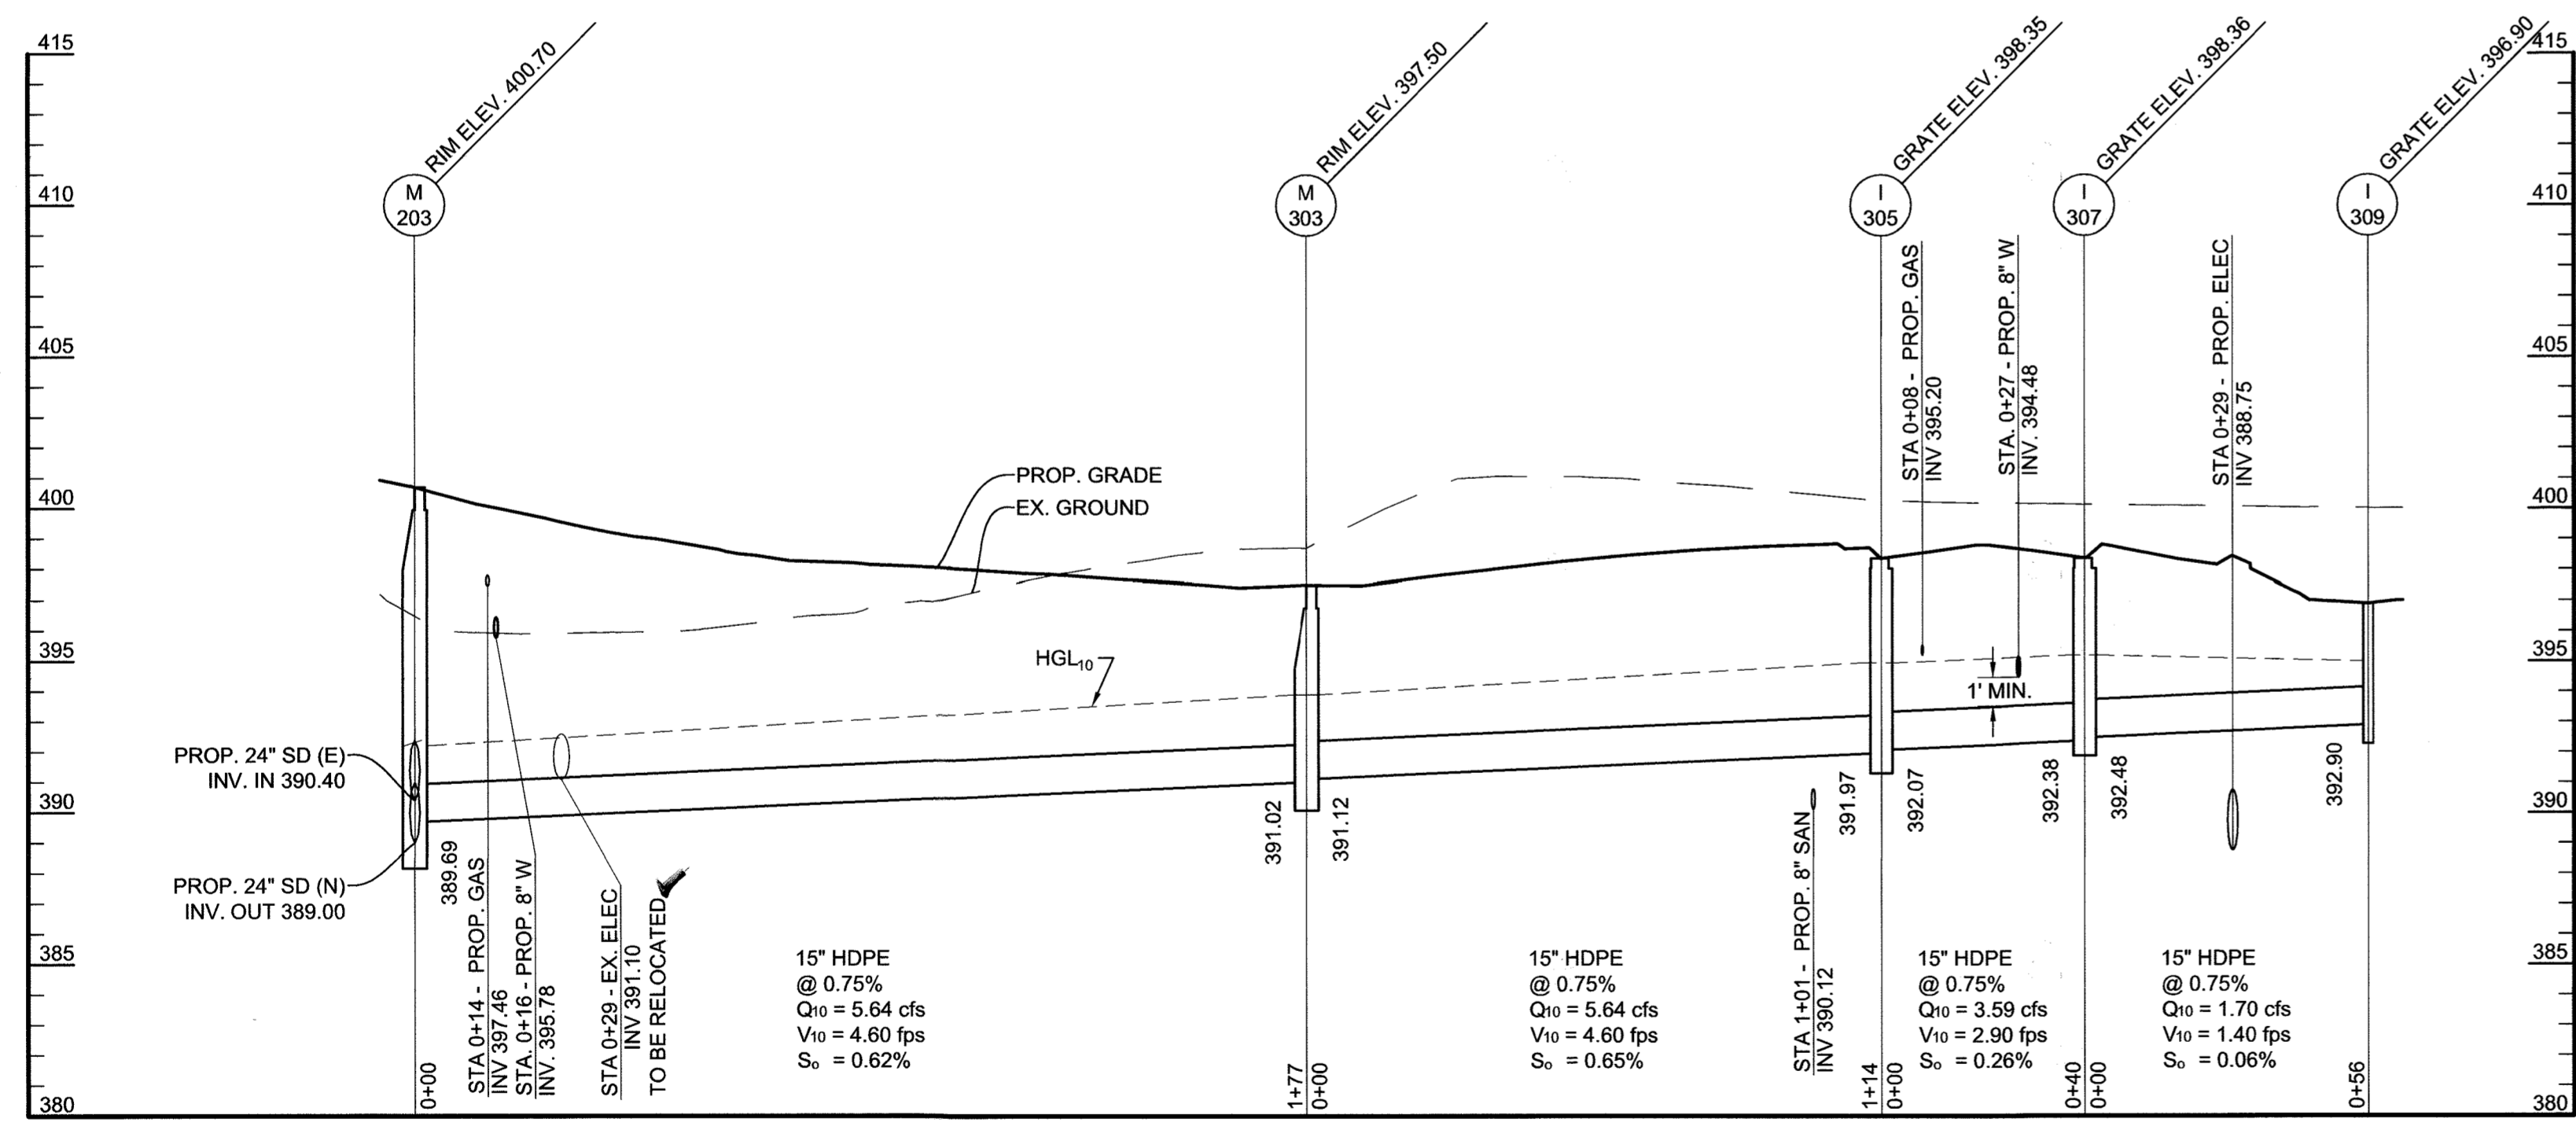 415
410
405
400
395
390
385
380
415
410
405
400
395
390
385
380
RIM ELEV. 400.70
M
203
RIM ELEV. 397.50
M
303
GRATE ELEV. 398.35
I
305
GRATE ELEV. 398.36
I
307
GRATE ELEV. 396.90
I
309
STA 0+08 - PROP. GAS
INV 395.20
STA. 0+27 - PROP. 8" W
INV. 394.48
STA 0+29 - PROP. ELEC
INV 388.75
PROP. GRADE
EX. GROUND
HGL10
1' MIN.
PROP. 24" SD (E)
INV. IN 390.40
PROP. 24" SD (N)
INV. OUT 389.00
389.69
STA 0+14 - PROP. GAS
INV 397.46
STA. 0+16 - PROP. 8" W
INV. 395.78
STA 0+29 - EX. ELEC
INV 391.10
TO BE RELOCATED
391.02
391.12
STA 1+01 - PROP. 8" SAN
INV 390.12
391.97
392.07
392.38
392.48
392.90
15" HDPE
@ 0.75%
Q10 = 5.64 cfs
V10 = 4.60 fps
So = 0.62%
15" HDPE
@ 0.75%
Q10 = 5.64 cfs
V10 = 4.60 fps
So = 0.65%
15" HDPE
@ 0.75%
Q10 = 3.59 cfs
V10 = 2.90 fps
So = 0.26%
15" HDPE
@ 0.75%
Q10 = 1.70 cfs
V10 = 1.40 fps
So = 0.06%
0+00
1+77
0+00
1+14
0+00
0+40
0+00
0+56